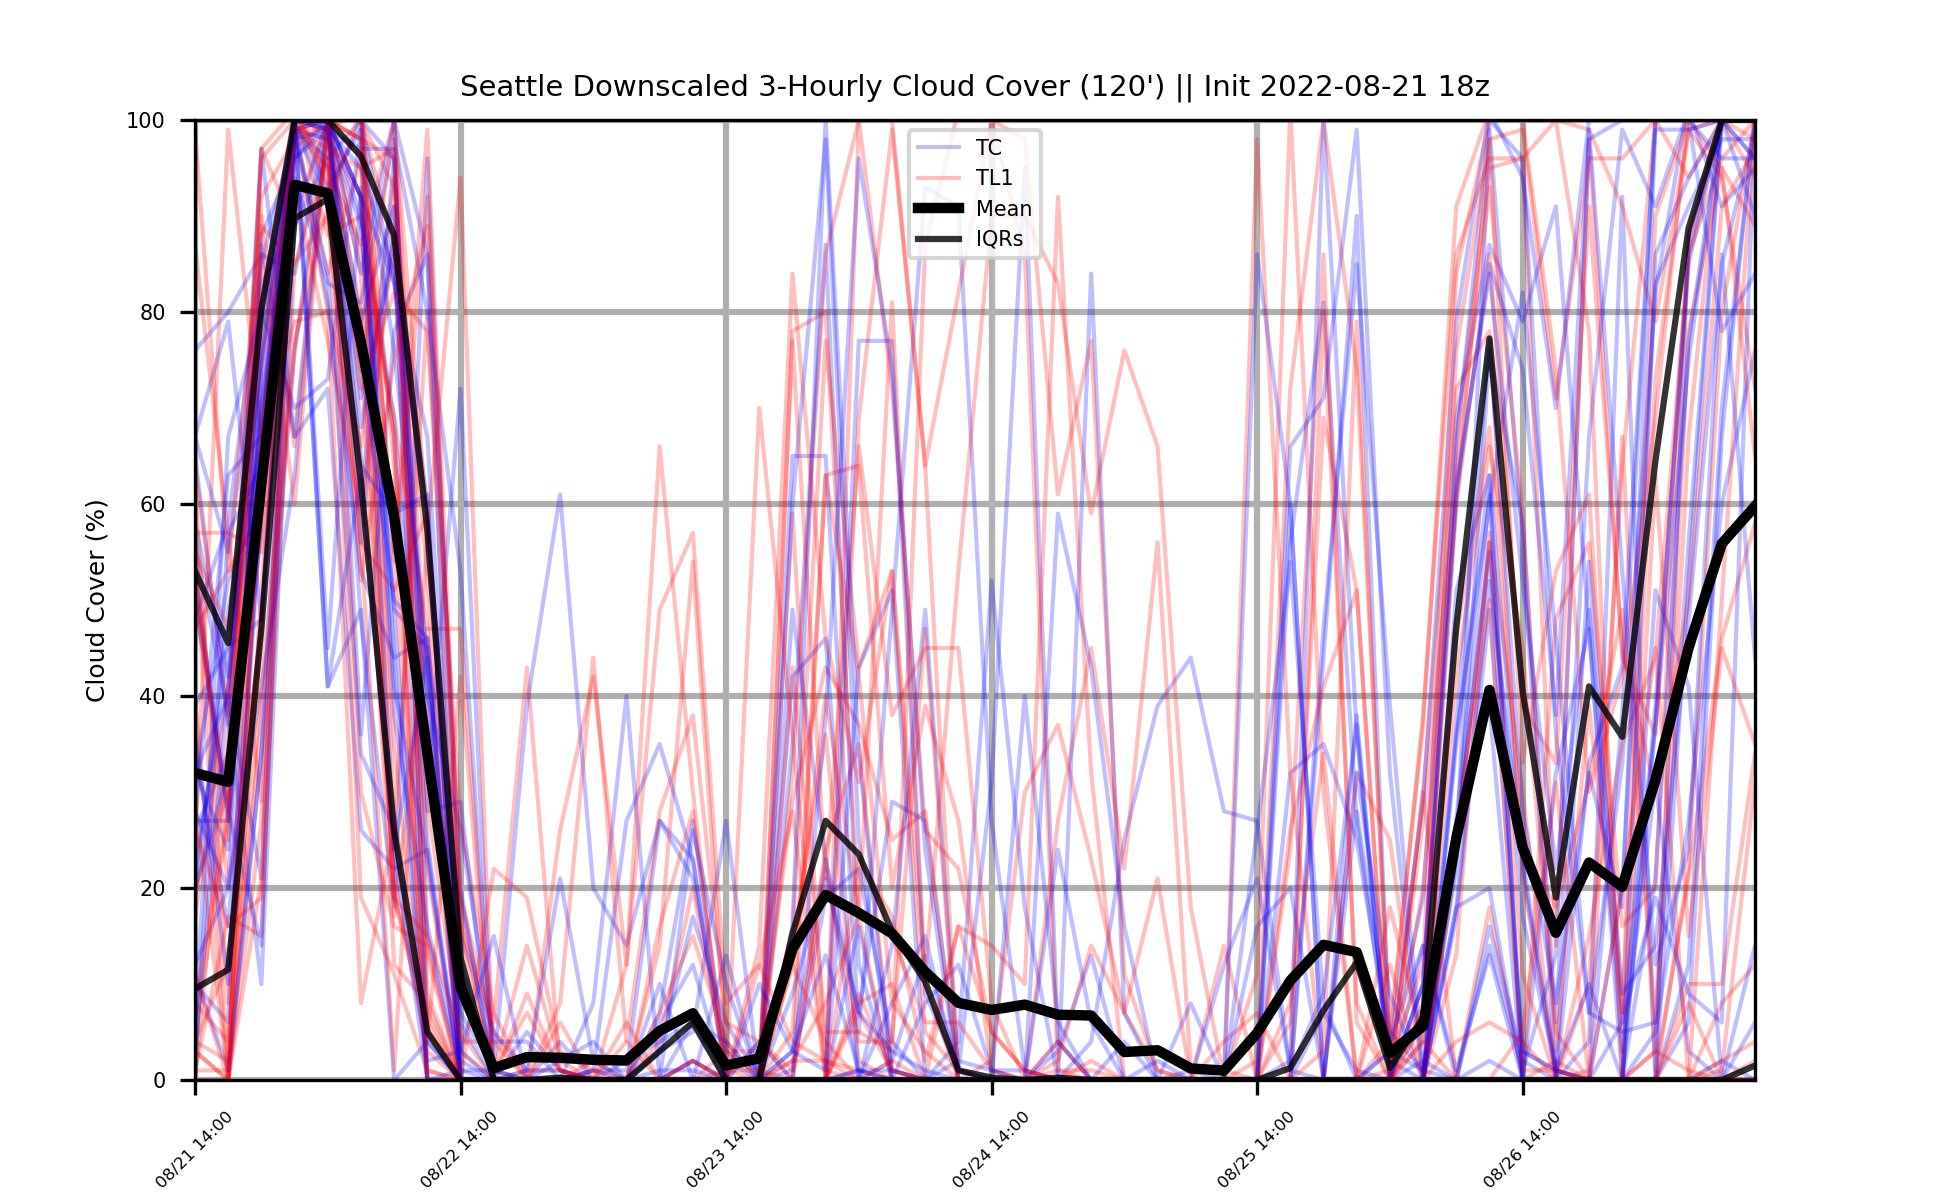 Seattle Downscaled 3-Hourly Cloud Cover (120') || Init 2022-08-21 18z
100
80
60
40
20
0
Cloud Cover (%)
TC
TL1
Mean
IQRs
08/21 14:00
08/22 14:00
08/23 14:00
08/24 14:00
08/25 14:00
08/26 14:00